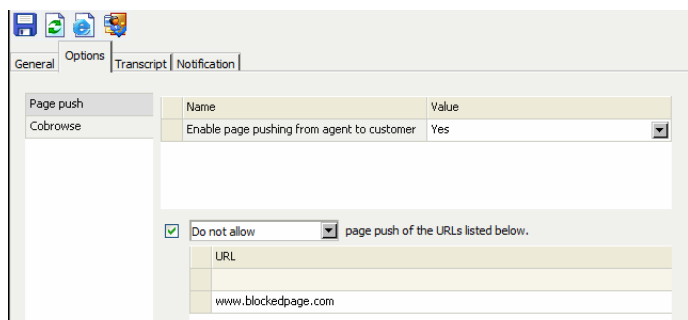 General Options Transcript Notification
Page push
Cobrowse
Name Value
Enable page pushing from agent to customer Yes
Do not allow page push of the URLs listed below.
URL
www.blockedpage.com